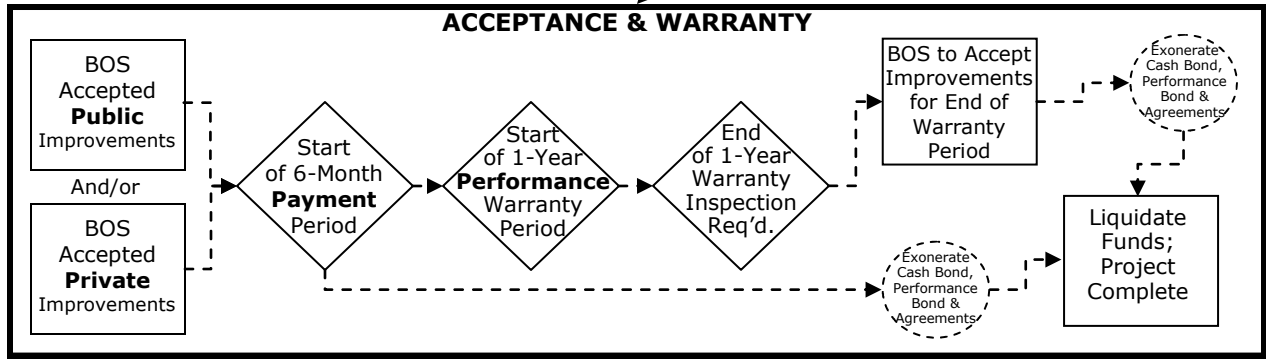 ACCEPTANCE & WARRANTY
BOS
Accepted
Public
Improvements
And/or
BOS
Accepted
Private
Improvements
Start
of 6-Month
Payment
Period
Start
of 1-Year
Performance
Warranty
Period
End
of 1-Year
Warranty
Inspection
Req’d.
BOS to Accept
Improvements
for End of
Warranty
Period
Exonerate
Cash Bond,
Performance
Bond &
Agreements
Exonerate
Cash Bond,
Performance
Bond &
Agreements
Liquidate
Funds;
Project
Complete